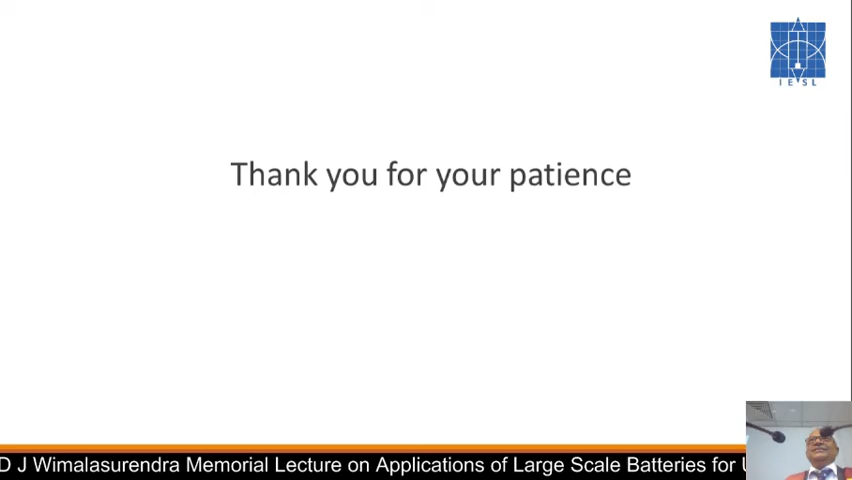 IESL
Thank you for your patience
D J Wimalasurendra Memorial Lecture on Applications of Large Scale Batteries for U